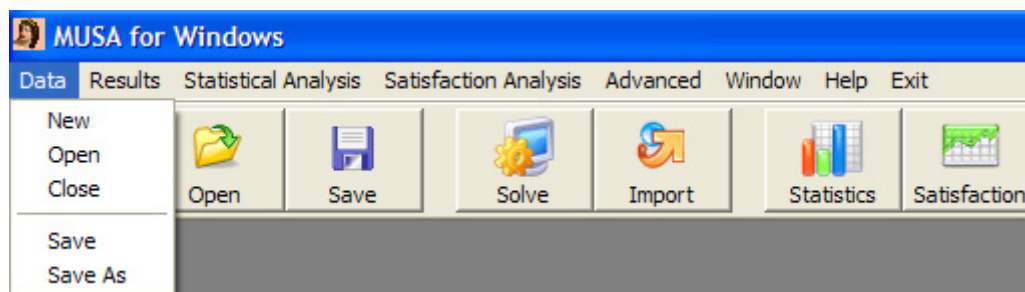 MUSA for Windows
Data Results Statistical Analysis Satisfaction Analysis Advanced Window Help Exit
New
Open
Close
Save
Save As
Open Save Solve Import Statistics Satisfaction